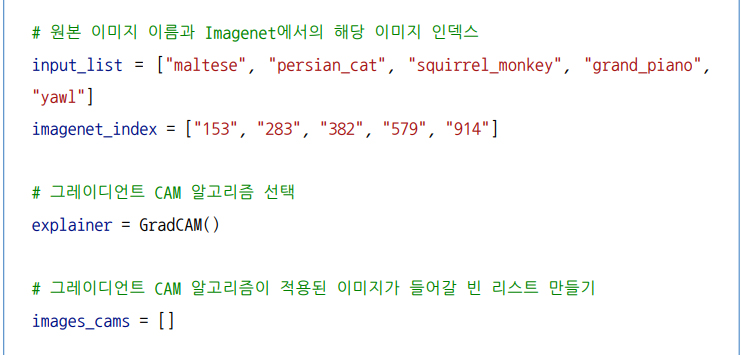 # 원본 이미지 이름과 Imagenet에서의 해당 이미지 인덱스
input_list = ["maltese", "persian_cat", "squirrel_monkey", "grand_piano",
"yawl"]
imagenet_index = ["153", "283", "382", "579", "914"]
# 그레이디언트 CAM 알고리즘 선택
explainer = GradCAM()
# 그레이디언트 CAM 알고리즘이 적용된 이미지가 들어갈 빈 리스트 만들기
images_cams = []